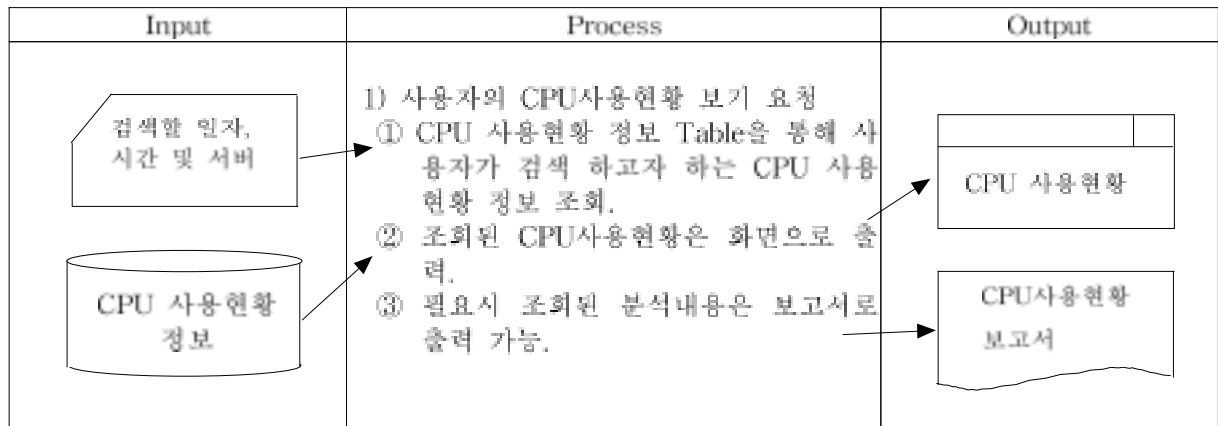 Input
Process
Output
검색할 일자,
시간 및 서버
CPU 사용현황
정보
1) 사용자의 CPU사용현황 보기 요청
① CPU 사용현황 정보 Table을 통해 사
용자가 검색 하고자 하는 CPU 사용
현황 정보 조회.
② 조회된 CPU사용현황은 화면으로 출
력.
③ 필요시 조회된 분석내용은 보고서로
출력 가능.
CPU 사용현황
CPU사용현황
보고서